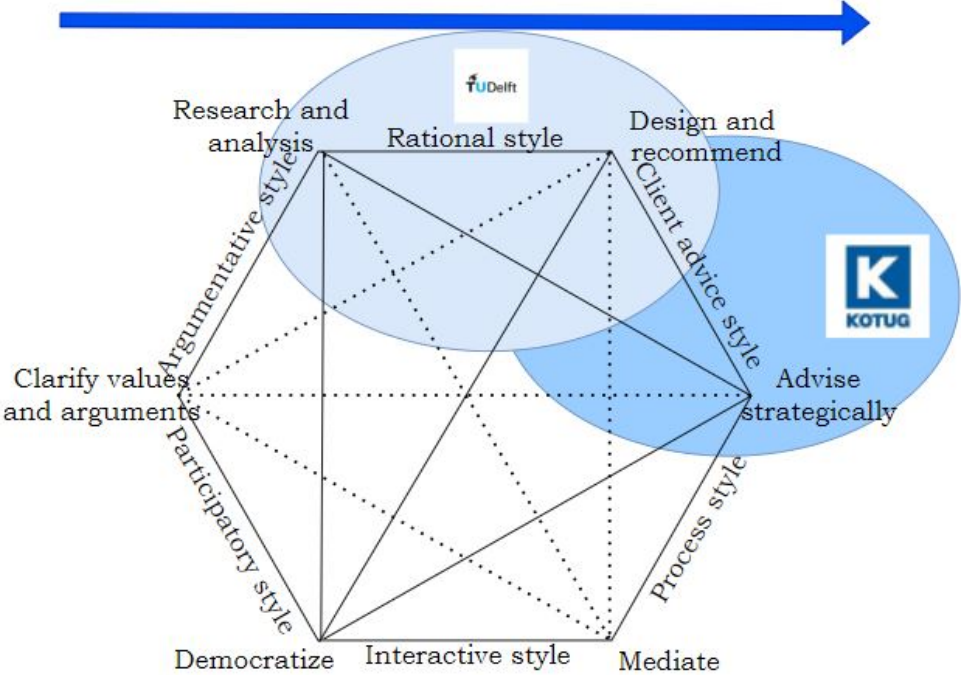 TUDelft
Research and
analysis
Rational style
Design and
recommend
Argumentative style
Client advice style
KOTUG
Clarify values
and arguments
Advise
strategically
Participatory style
Process style
Democratize
Interactive style
Mediate